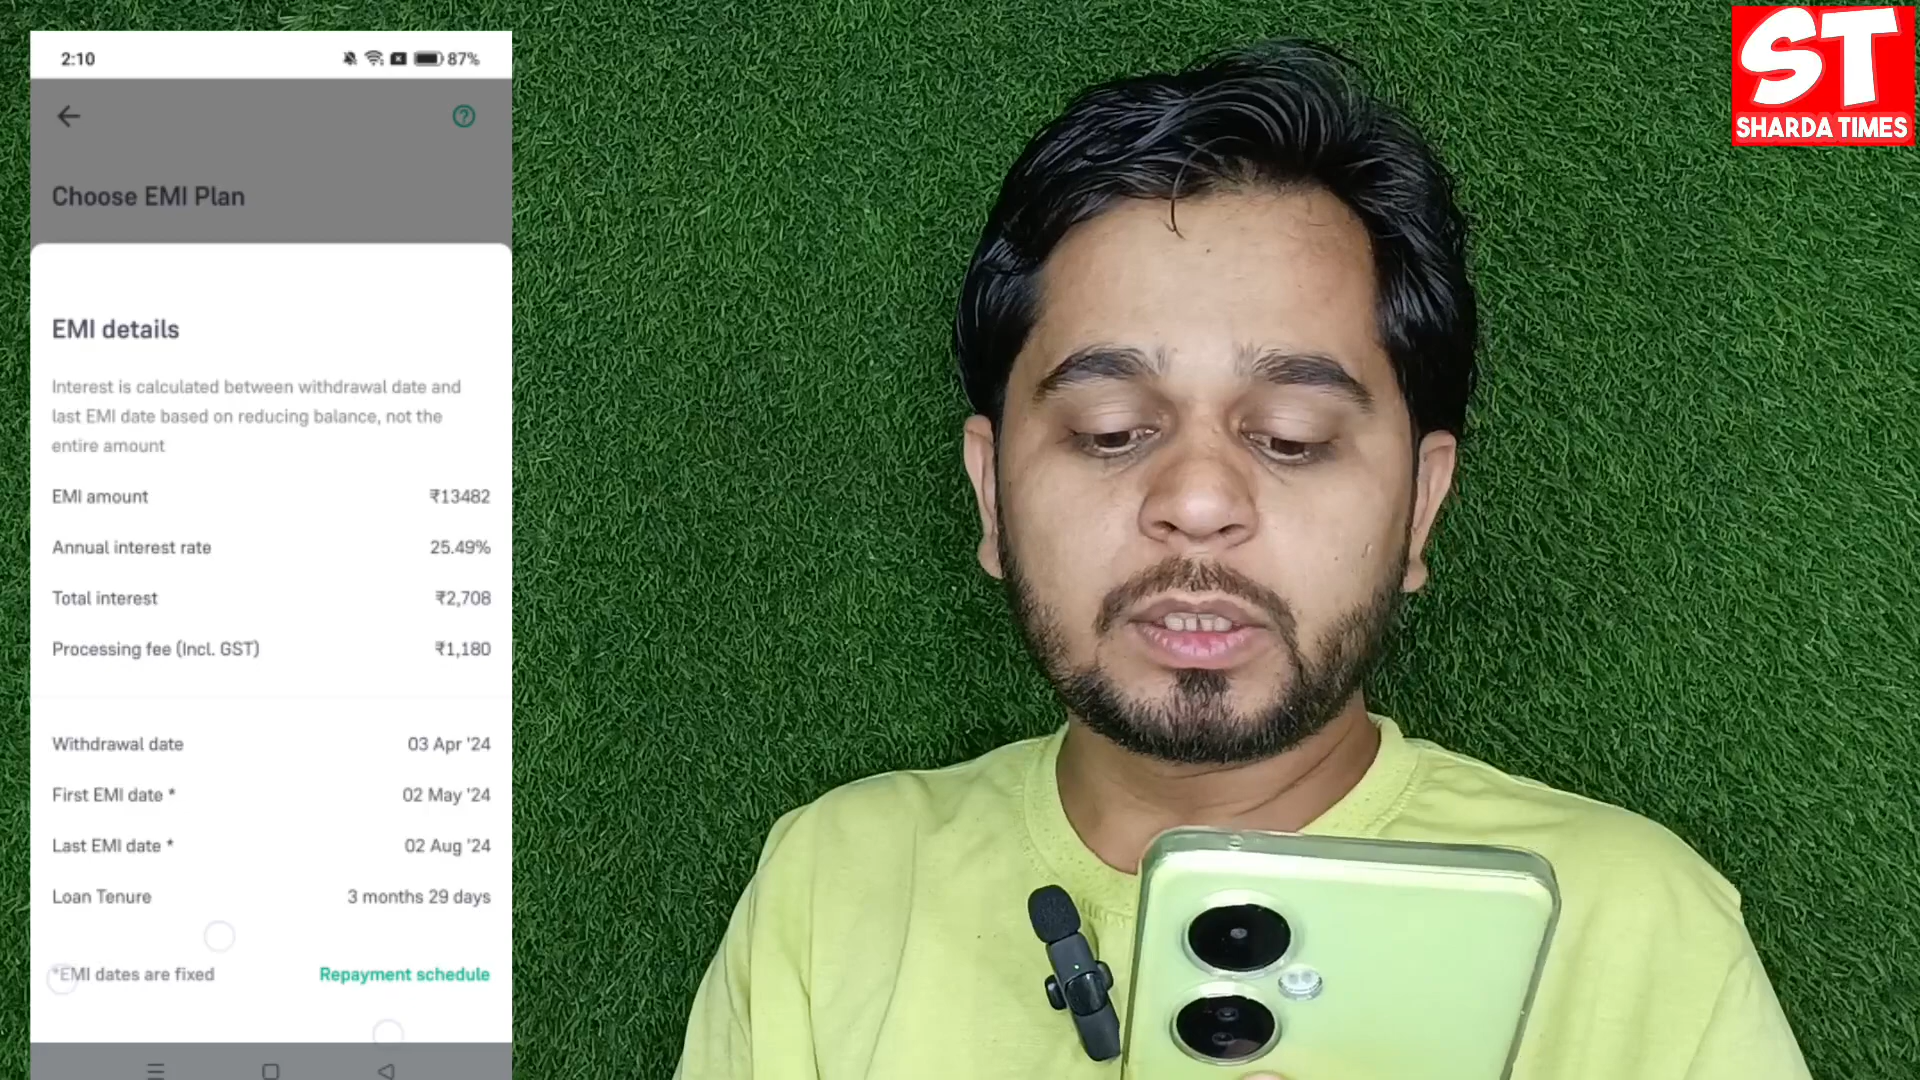 2:10
87%
ST
SHARDA TIMES
Choose EMI Plan
EMI details
Interest is calculated between withdrawal date and
last EMI date based on reducing balance, not the
entire amount
EMI amount ₹13482
Annual interest rate 25.49%
Total interest ₹2,708
Processing fee (Incl. GST) ₹1,180
Withdrawal date 03 Apr '24
First EMI date * 02 May '24
Last EMI date * 02 Aug '24
Loan Tenure 3 months 29 days
*EMI dates are fixed Repayment schedule